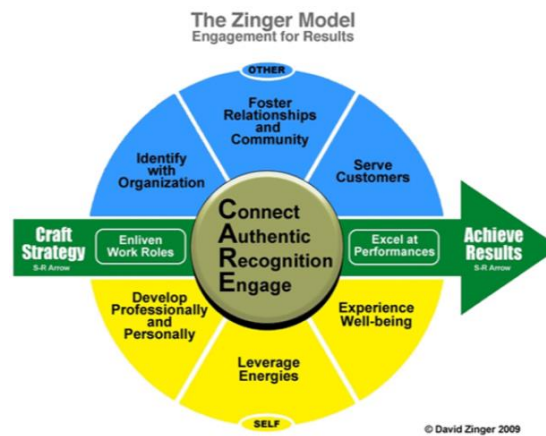 The Zinger Model
Engagement for Results
OTHER
Foster
Relationships
and
Community
Identify
with
Organization
Serve
Customers
Craft
Strategy
S-R Arrow
Enliven
Work Roles
Connect
Authentic
Recognition
Engage
Excel at
Performances
Achieve
Results
S-R Arrow
Develop
Professionally
and
Personally
Leverage
Energies
Experience
Well-being
SELF
© David Zinger 2009